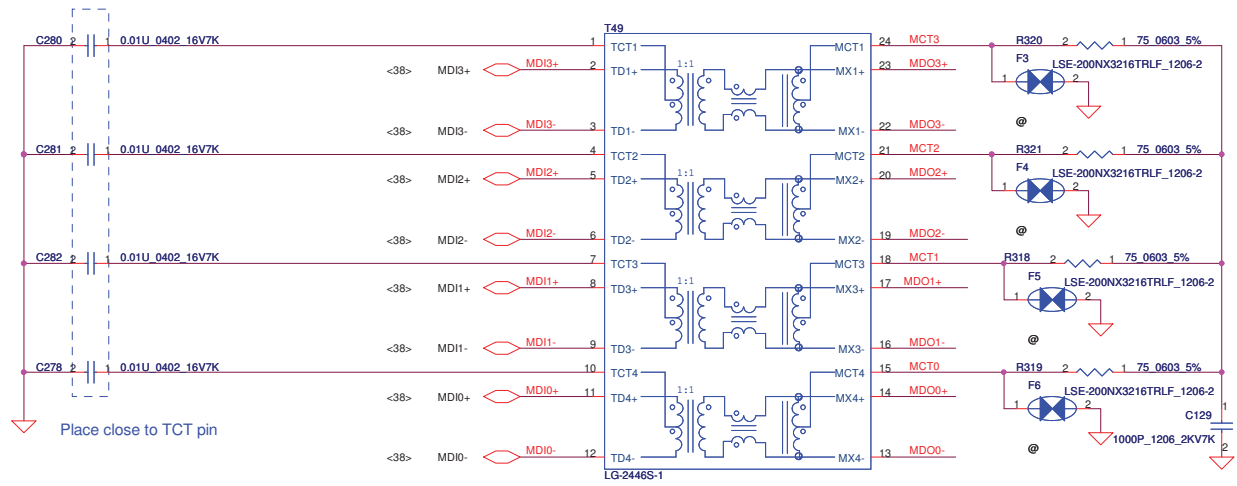 T49
C280 2 1 0.01U_0402_16V7K 1 TCT1 MCT1 24 MCT3 R320 2 1 75_0603_5%
<38> MDI3+ MDI3+ 2 TD1+ 1:1 MX1+ 23 MDO3+ F3 LSE-200NX3216TRLF_1206-2
1 2
@
<38> MDI3- MDI3- 3 TD1- MX1- 22 MDO3-
C281 2 1 0.01U_0402_16V7K 4 TCT2 MCT2 21 MCT2 R321 2 1 75_0603_5%
<38> MDI2+ MDI2+ 5 TD2+ 1:1 MX2+ 20 MDO2+ F4 LSE-200NX3216TRLF_1206-2
1 2
@
<38> MDI2- MDI2- 6 TD2- MX2- 19 MDO2-
C282 2 1 0.01U_0402_16V7K 7 TCT3 MCT3 18 MCT1 R318 2 1 75_0603_5%
<38> MDI1+ MDI1+ 8 TD3+ 1:1 MX3+ 17 MDO1+ F5 LSE-200NX3216TRLF_1206-2
1 2
@
<38> MDI1- MDI1- 9 TD3- MX3- 16 MDO1-
C278 2 1 0.01U_0402_16V7K 10 TCT4 MCT4 15 MCT0 R319 2 1 75_0603_5%
<38> MDI0+ MDI0+ 11 TD4+ 1:1 MX4+ 14 MDO0+ F6 LSE-200NX3216TRLF_1206-2
1 2
1
C129
Place close to TCT pin
1000P_1206_2KV7K
2
@
<38> MDI0- MDI0- 12 TD4- MX4- 13 MDO0-
LG-2446S-1